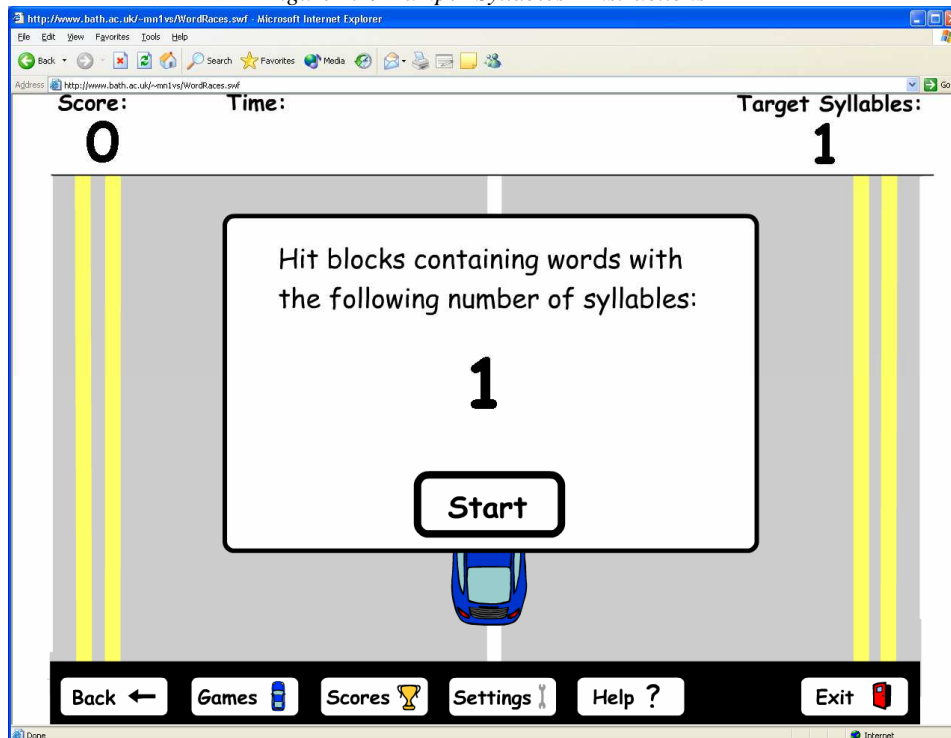 http://www.bath.ac.uk/~mn1vs/WordRaces.swf - Microsoft Internet Explorer
File Edit View Favorites Tools Help
Back Search Favorites Media
Address http://www.bath.ac.uk/~mn1vs/WordRaces.swf Go
Score: Time: Target Syllables:
0 1
Hit blocks containing words with
the following number of syllables:
1
Start
Back Games Scores Settings Help ? Exit
Done Internet